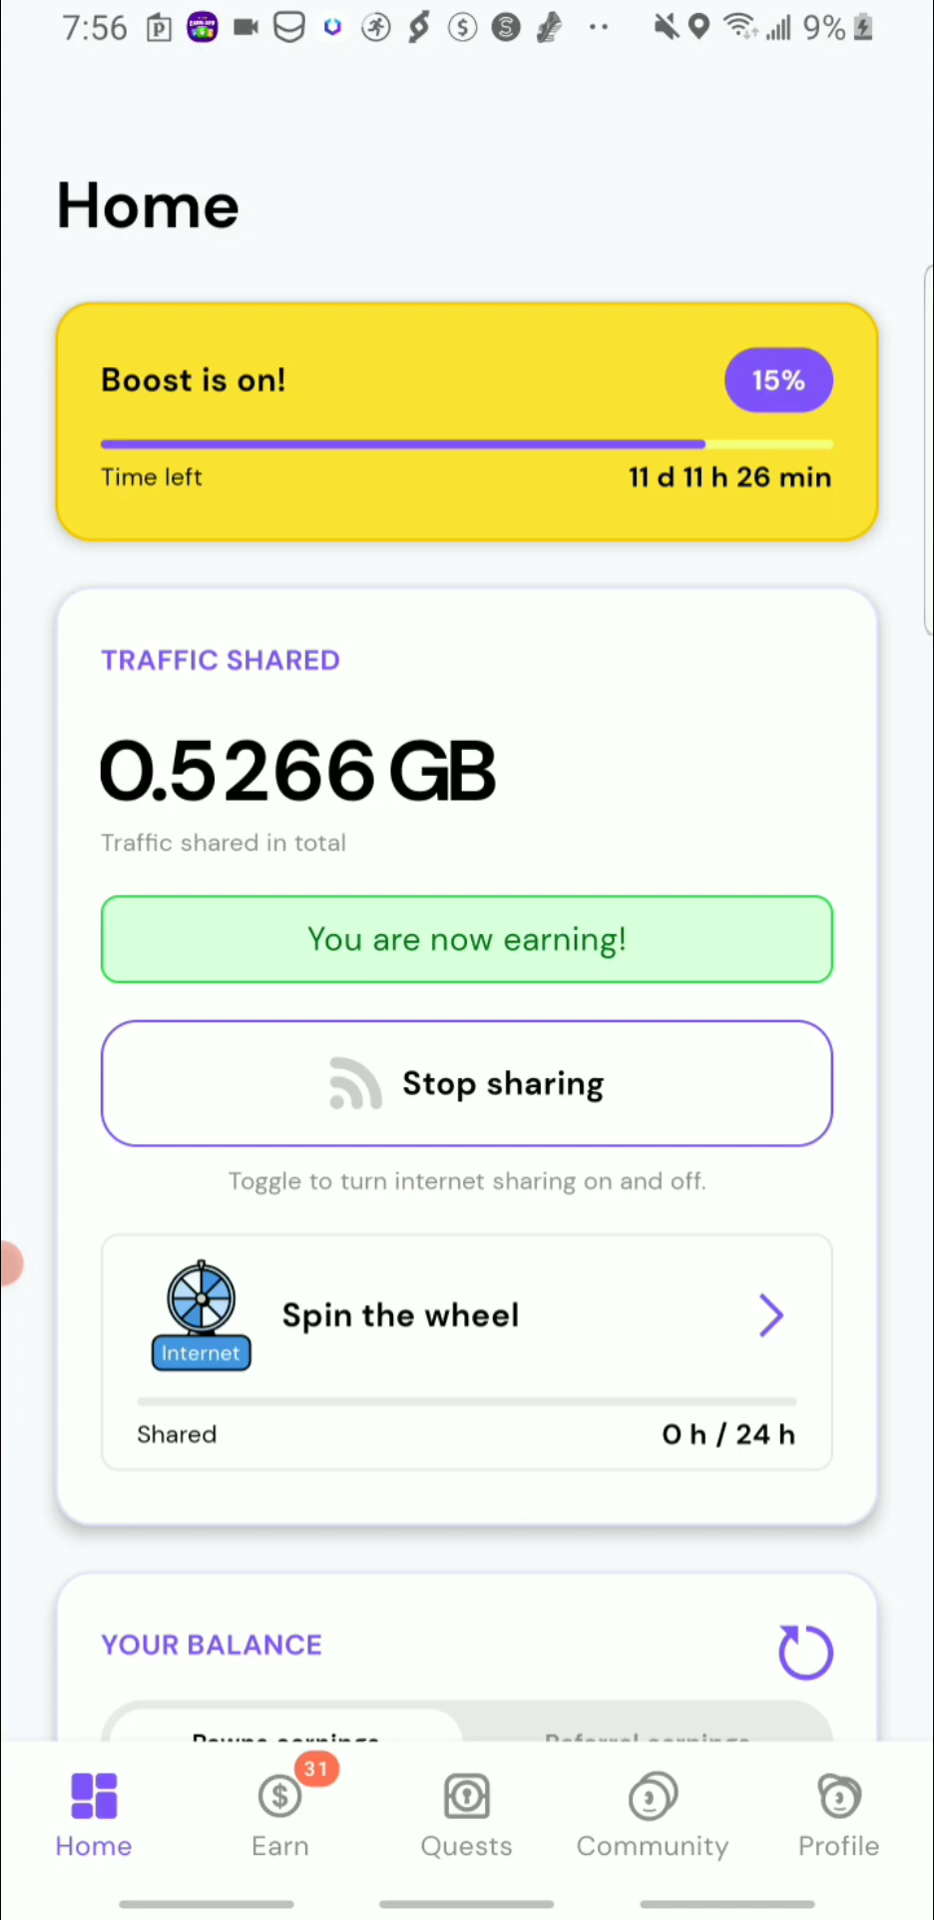 7:56
9%
Home
Boost is on!
15%
Time left
11 d 11 h 26 min
TRAFFIC SHARED
0.5266 GB
Traffic shared in total
You are now earning!
Stop sharing
Toggle to turn internet sharing on and off.
Internet
Spin the wheel
Shared
0 h / 24 h
YOUR BALANCE
Pawns earnings
Referral earnings
31
Home
Earn
Quests
Community
Profile